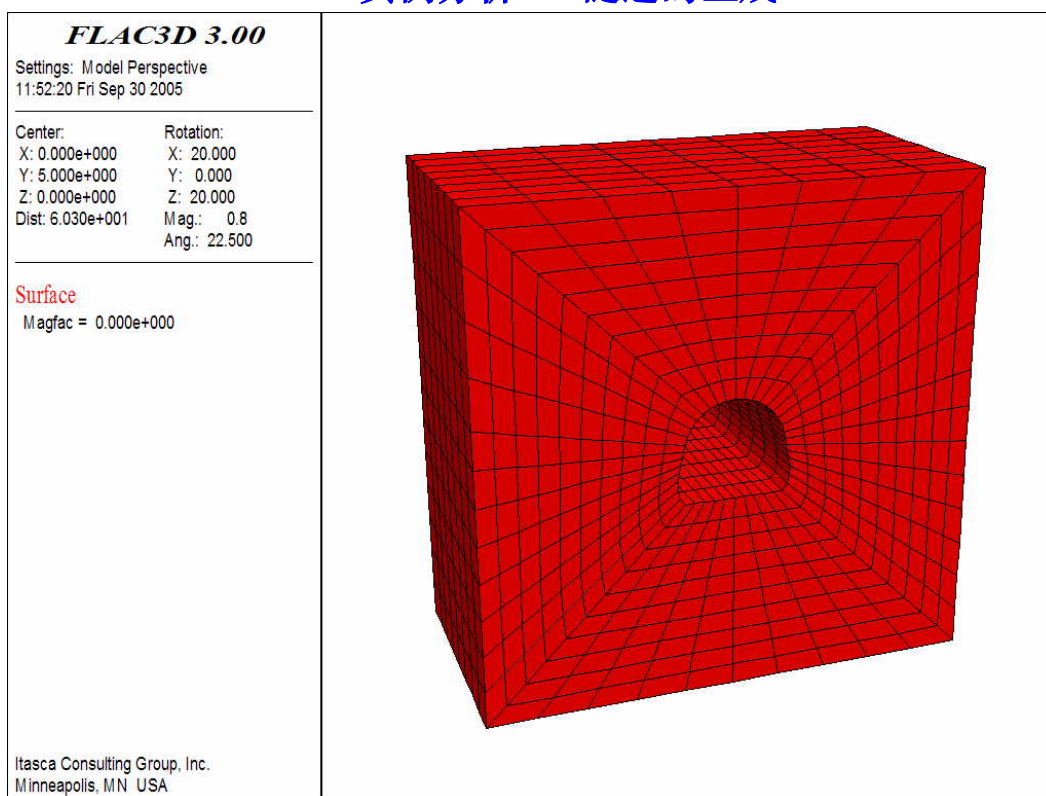 FLAC3D 3.00
Settings: Model Perspective
11:52:20 Fri Sep 30 2005
Center:
X: 0.000e+000
Y: 5.000e+000
Z: 0.000e+000
Dist: 6.030e+001
Rotation:
X: 20.000
Y: 0.000
Z: 20.000
Mag.: 0.8
Ang.: 22.500
Surface
Magfac = 0.000e+000
Itasca Consulting Group, Inc.
Minneapolis, MN USA